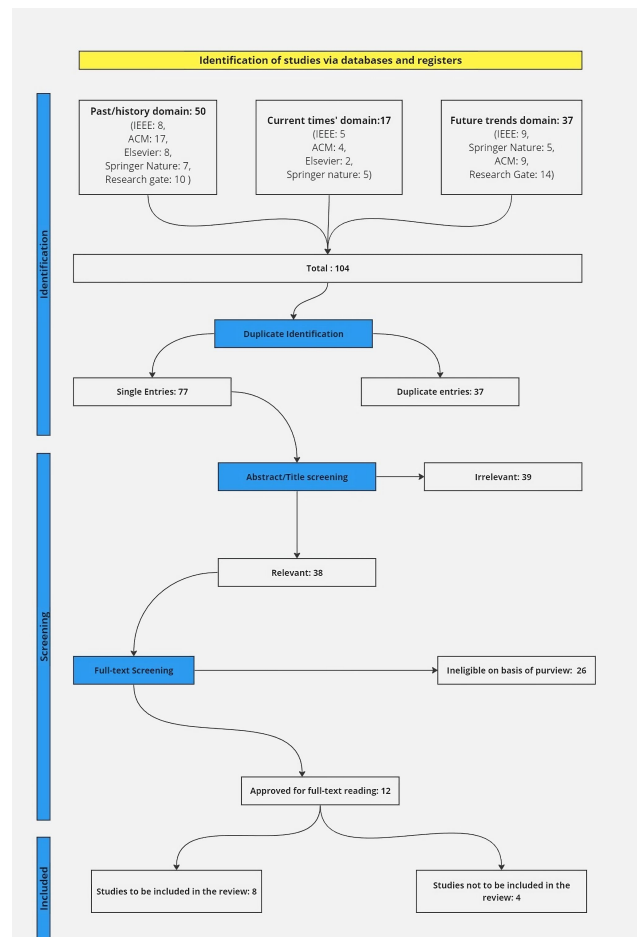 Identification of studies via databases and registers
Identification
Past/history domain: 50
(IEEE: 8,
ACM: 17,
Elsevier: 8,
Springer Nature: 7,
Research gate: 10 )
Current times' domain:17
(IEEE: 5
ACM: 4,
Elsevier: 2,
Springer nature: 5)
Future trends domain: 37
(IEEE: 9,
Springer Nature: 5,
ACM: 9,
Research Gate: 14)
Total : 104
Duplicate Identification
Single Entries: 77
Duplicate entries: 37
Screening
Abstract/Title screening
Irrelevant: 39
Relevant: 38
Full-text Screening
Ineligible on basis of purview: 26
Approved for full-text reading: 12
Included
Studies to be included in the review: 8
Studies not to be included in the
review: 4